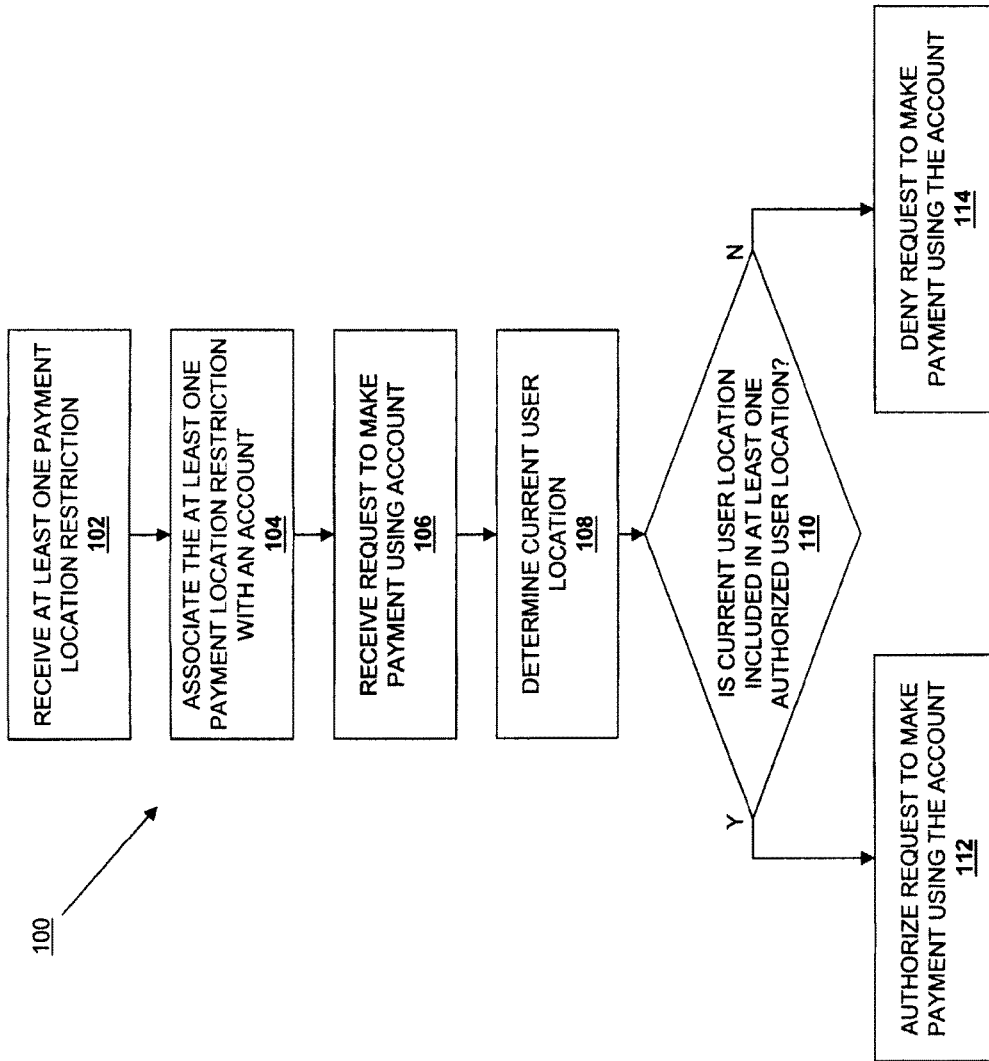 100
RECEIVE AT LEAST ONE PAYMENT
LOCATION RESTRICTION
102
ASSOCIATE THE AT LEAST ONE
PAYMENT LOCATION RESTRICTION
WITH AN ACCOUNT
104
RECEIVE REQUEST TO MAKE
PAYMENT USING ACCOUNT
106
DETERMINE CURRENT USER
LOCATION
108
IS CURRENT USER LOCATION
INCLUDED IN AT LEAST ONE
AUTHORIZED USER LOCATION?
110
Y
N
AUTHORIZE REQUEST TO MAKE
PAYMENT USING THE ACCOUNT
112
DENY REQUEST TO MAKE
PAYMENT USING THE ACCOUNT
114